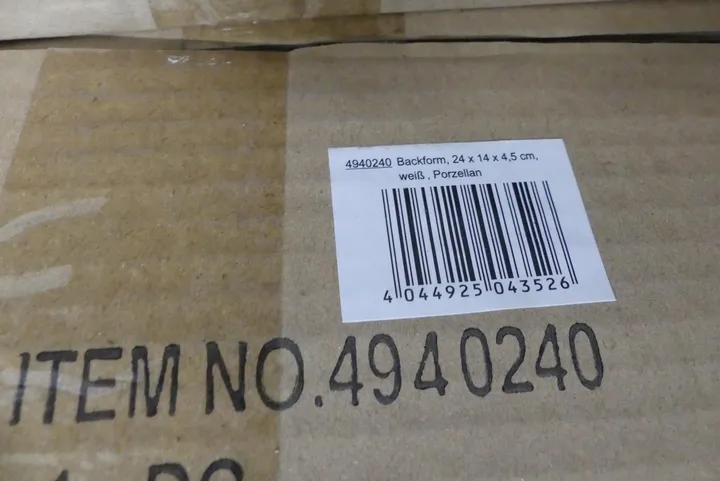 4940240 Backform, 24 x 14 x 4,5 cm,
weiß , Porzellan
4 044925 043526
ITEM NO.4940240